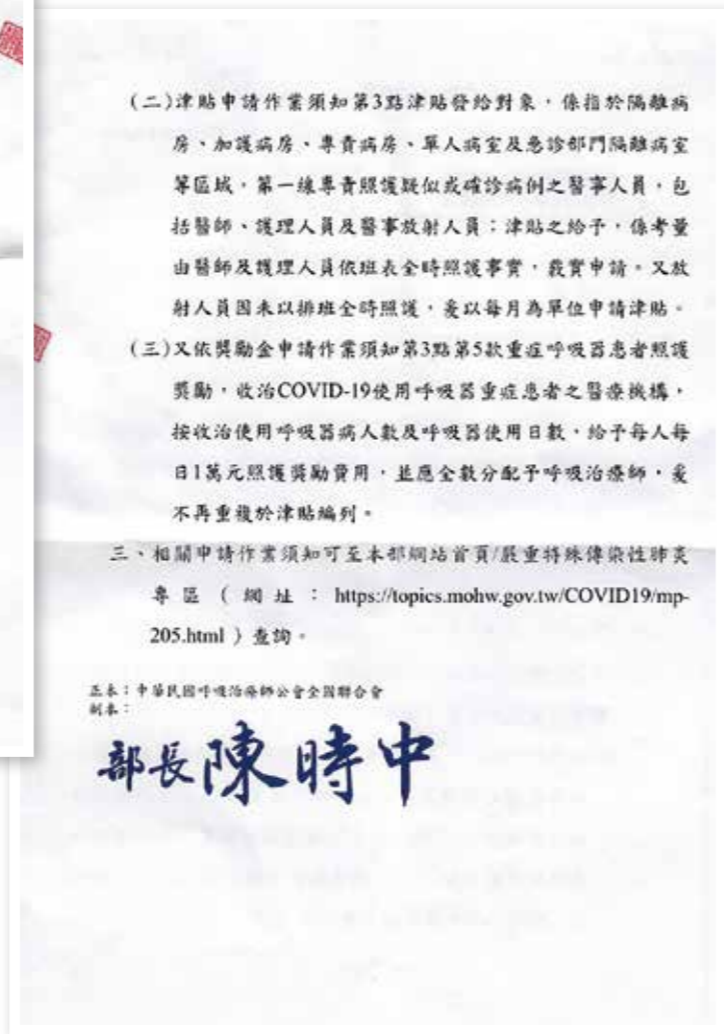 (二)津貼申請作業須知第3點津貼發給對象，係指於隔離病
房、加護病房、專責病房、單人病室及急診部門隔離病室
等區域，第一線專責照護疑似或確診病例之醫事人員，包
括醫師、護理人員及醫事放射人員；津貼之給予，係考量
由醫師及護理人員依班表全時照護事實，覈實申請。又放
射人員因未以排班全時照護，爰以每月為單位申請津貼。
(三)又依獎勵金申請作業須知第3點第5款重症呼吸器患者照護
獎勵，收治COVID-19使用呼吸器重症患者之醫療機構，
按收治使用呼吸器病人數及呼吸器使用日數，給予每人每
日1萬元照護獎勵費用，並應全數分配予呼吸治療師，爰
不再重複於津貼編列。
三、相關申請作業須知可至本部網站首頁/嚴重特殊傳染性肺炎
專區（網址：https://topics.mohw.gov.tw/COVID19/mp-
205.html）查詢。
正本：中華民國呼吸治療師公會全國聯合會
副本：
部長陳時中